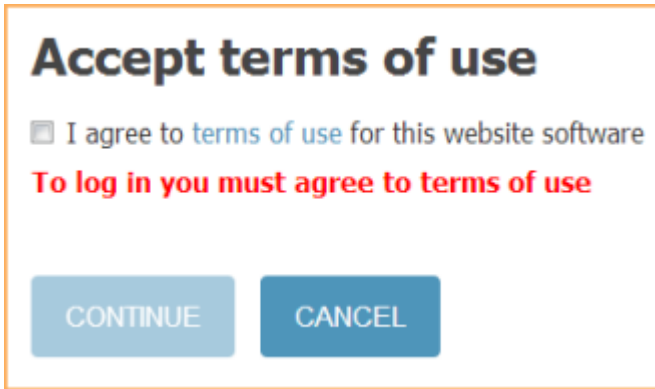 Accept terms of use
I agree to terms of use for this website software
To log in you must agree to terms of use
CONTINUE
CANCEL